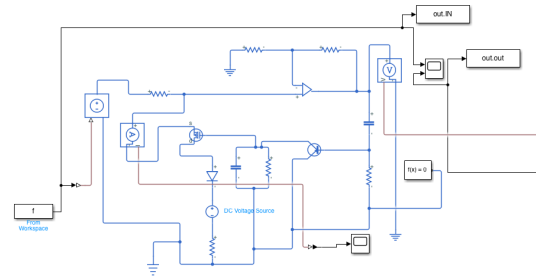 out.IN
out.out
V
A
f(x) = 0
f
From
Workspace
DC Voltage Source